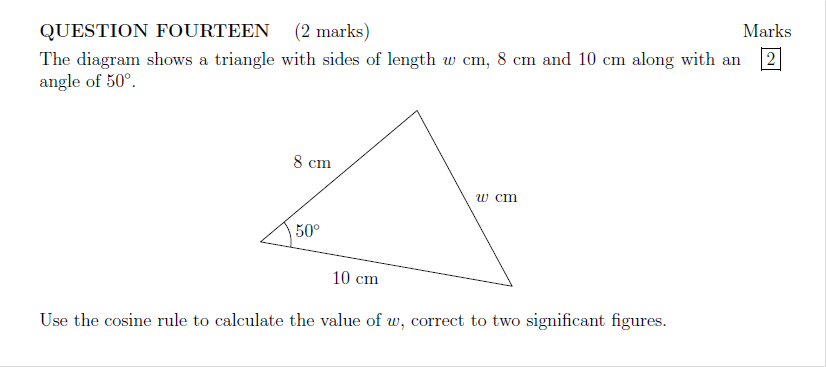 QUESTION FOURTEEN (2 marks) Marks
The diagram shows a triangle with sides of length w cm, 8 cm and 10 cm along with an 2
angle of 50°.
8 cm
w cm
50°
10 cm
Use the cosine rule to calculate the value of w, correct to two significant figures.